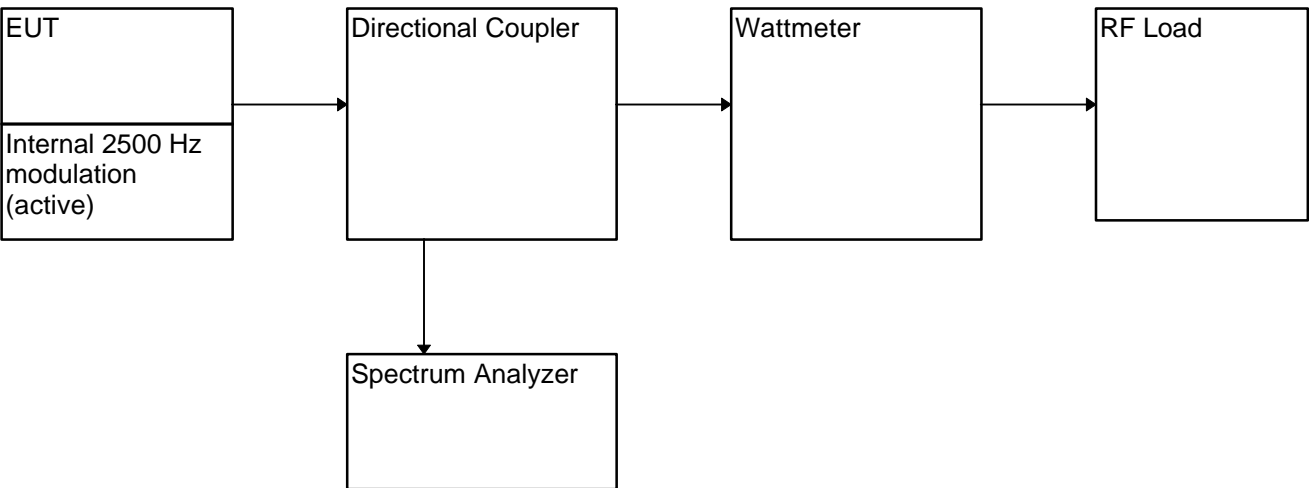 EUT
Directional Coupler
Wattmeter
RF Load
Internal 2500 Hz
modulation
(active)
Spectrum Analyzer